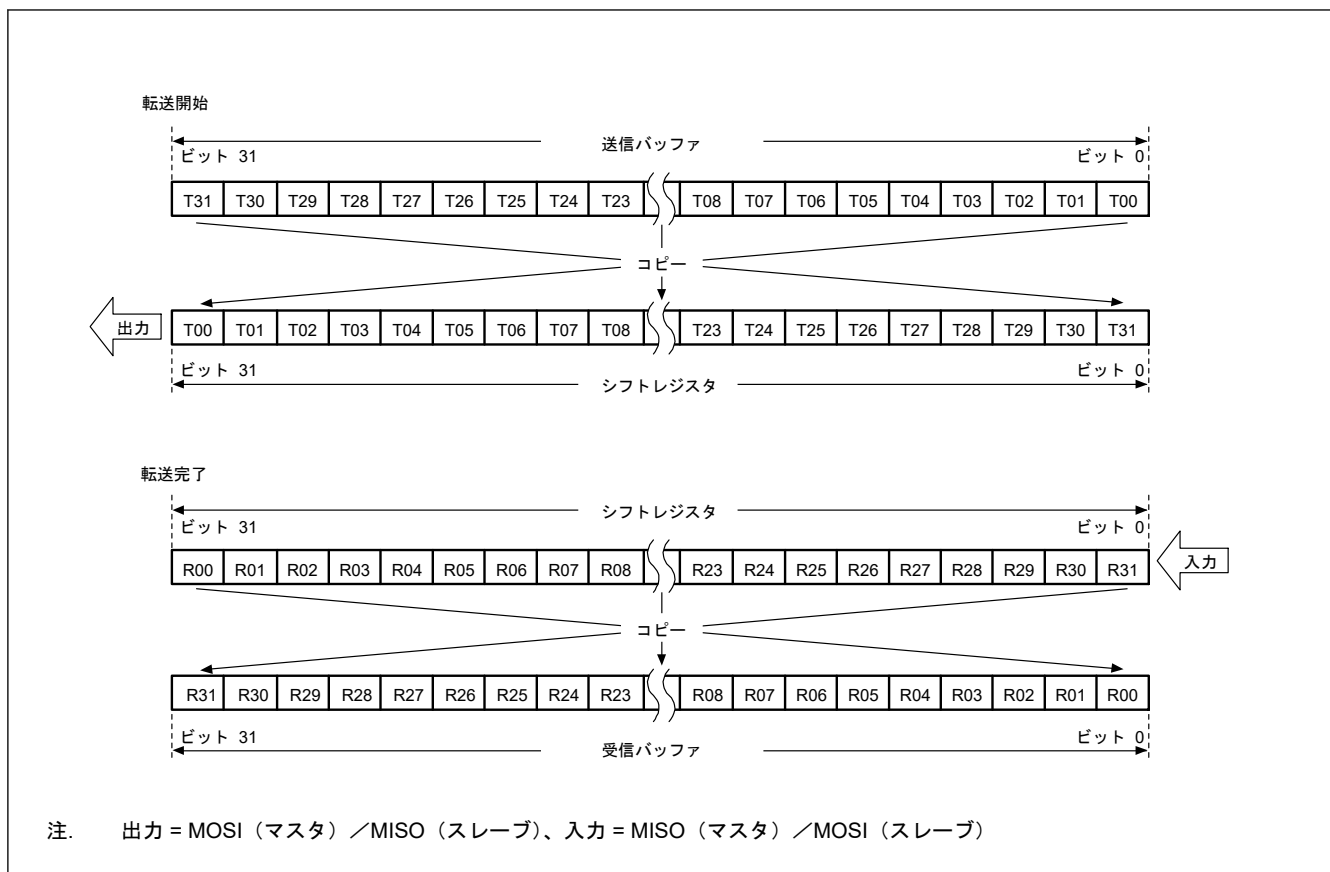 転送開始
送信バッファ
ビット 31 ビット 0
T31 T30 T29 T28 T27 T26 T25 T24 T23 T08 T07 T06 T05 T04 T03 T02 T01 T00
コピー
出力 T00 T01 T02 T03 T04 T05 T06 T07 T08 T23 T24 T25 T26 T27 T28 T29 T30 T31
ビット 31 ビット 0
シフトレジスタ
転送完了
シフトレジスタ
ビット 31 ビット 0
R00 R01 R02 R03 R04 R05 R06 R07 R08 R23 R24 R25 R26 R27 R28 R29 R30 R31 入力
コピー
R31 R30 R29 R28 R27 R26 R25 R24 R23 R08 R07 R06 R05 R04 R03 R02 R01 R00
ビット 31 ビット 0
受信バッファ
注. 出力 = MOSI（マスタ）／MISO（スレーブ）、入力 = MISO（マスタ）／MOSI（スレーブ）